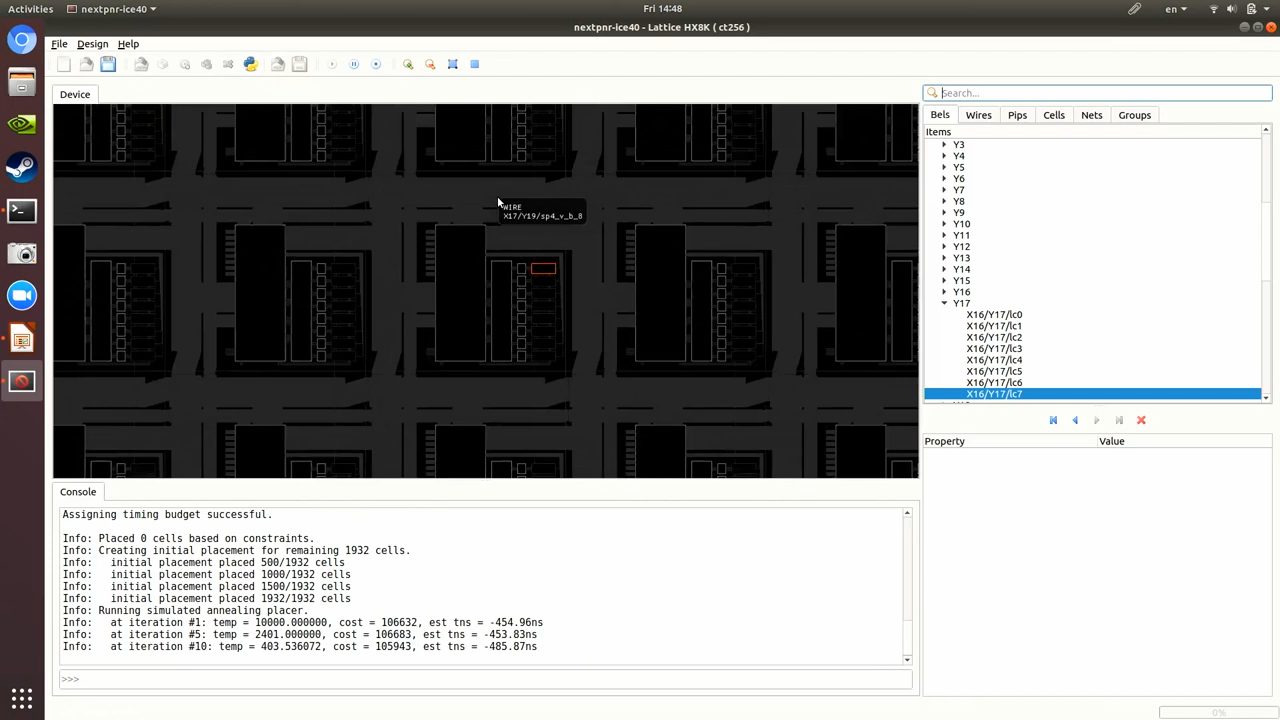 Activities
nextpnr-ice40
Fri 14:48
en
nextpnr-ice40 - Lattice HX8K ( ct256 )
File Design Help
Device
WIRE
X17/Y19/sp4_v_b_8
Search...
Bels Wires Pips Cells Nets Groups
Items
Y3
Y4
Y5
Y6
Y7
Y8
Y9
Y10
Y11
Y12
Y13
Y14
Y15
Y16
Y17
X16/Y17/lc0
X16/Y17/lc1
X16/Y17/lc2
X16/Y17/lc3
X16/Y17/lc4
X16/Y17/lc5
X16/Y17/lc6
X16/Y17/lc7
Property Value
Console
Assigning timing budget successful.
Info: Placed 0 cells based on constraints.
Info: Creating initial placement for remaining 1932 cells.
Info:   initial placement placed 500/1932 cells
Info:   initial placement placed 1000/1932 cells
Info:   initial placement placed 1500/1932 cells
Info:   initial placement placed 1932/1932 cells
Info: Running simulated annealing placer.
Info:   at iteration #1: temp = 10000.000000, cost = 106632, est tns = -454.96ns
Info:   at iteration #5: temp = 2401.000000, cost = 106683, est tns = -453.83ns
Info:   at iteration #10: temp = 403.536072, cost = 105943, est tns = -485.87ns
>>>
0%